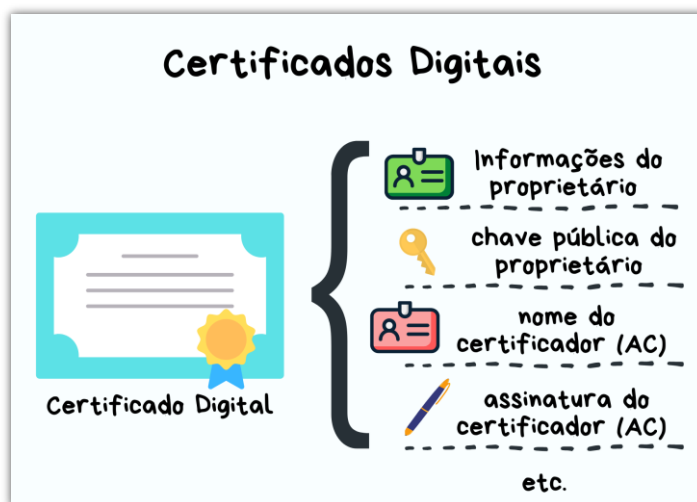 Certificados Digitais
Informações do
proprietário
chave pública do
proprietário
nome do
certificador (AC)
assinatura do
certificador (AC)
etc.
Certificado Digital